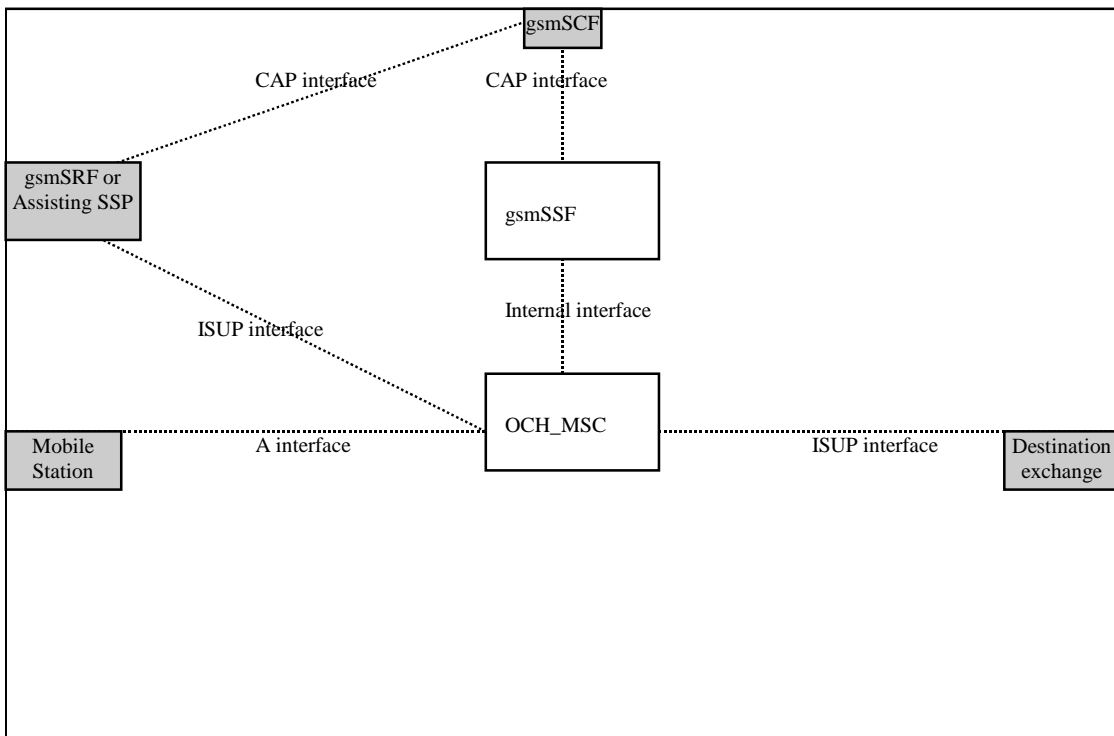 gsmSCF
CAP interface
CAP interface
gsmSRF or
Assisting SSP
gsmSSF
ISUP interface
Internal interface
OCH_MSC
Mobile
Station
A interface
ISUP interface
Destination
exchange